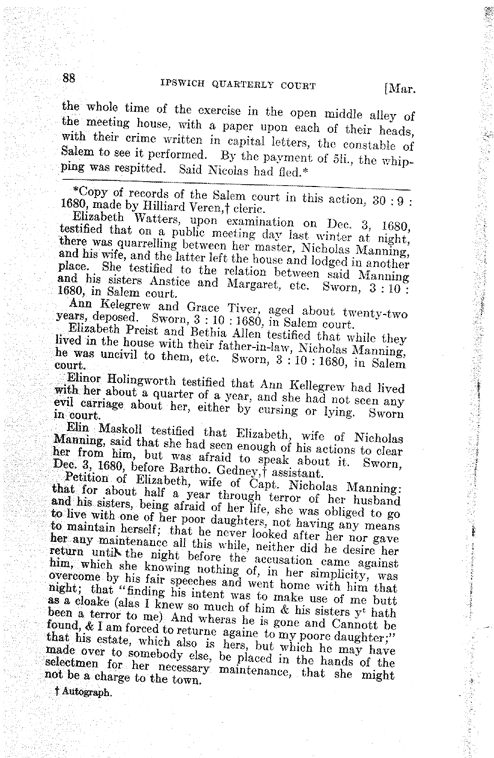 88 IPSWICH QUARTERLY COURT [Mar.
the whole time of the exercise in the open middle alley of
the meeting house, with a paper upon each of their heads,
with their crime written in capital letters, the constable of
Salem to see it performed. By the payment of 5li., the whip-
ping was respitted. Said Nicolas had fled.*
*Copy of records of the Salem court in this action, 30 : 9 :
1680, made by Hilliard Veren,† cleric.
Elizabeth Watters, upon examination on Dec. 3, 1680,
testified that on a public meeting day last winter at night,
there was quarrelling between her master, Nicholas Manning,
and his wife, and the latter left the house and lodged in another
place. She testified to the relation between said Manning
and his sisters Anstice and Margaret, etc. Sworn, 3 : 10 :
1680, in Salem court.
Ann Kelegrew and Grace Tiver, aged about twenty-two
years, deposed. Sworn, 3 : 10 : 1680, in Salem court.
Elizabeth Preist and Bethia Allen testified that while they
lived in the house with their father-in-law, Nicholas Manning,
he was uncivil to them, etc. Sworn, 3 : 10 : 1680, in Salem
court.
Elinor Holingworth testified that Ann Kellegrew had lived
with her about a quarter of a year, and she had not seen any
evil carriage about her, either by cursing or lying. Sworn
in court.
Elin Maskoll testified that Elizabeth, wife of Nicholas
Manning, said that she had seen enough of his actions to clear
her from him, but was afraid to speak about it. Sworn,
Dec. 3, 1680, before Bartho. Gedney,† assistant.
Petition of Elizabeth, wife of Capt. Nicholas Manning:
that for about half a year through terror of her husband
and his sisters, being afraid of her life, she was obliged to go
to live with one of her poor daughters, not having any means
to maintain herself; that he never looked after her nor gave
her any maintenance all this while, neither did he desire her
return until the night before the accusation came against
him, which she knowing nothing of, in her simplicity, was
overcome by his fair speeches and went home with him that
night; that "finding his intent was to make use of me butt
as a cloake (alas I knew so much of him & his sisters yt hath
been a terror to me) And wheras he is gone and Cannott be
found, & I am forced to returne againe to my poore daughter;"
that his estate, which also is hers, but which he may have
made over to somebody else, be placed in the hands of the
selectmen for her necessary maintenance, that she might
not be a charge to the town.
† Autograph.